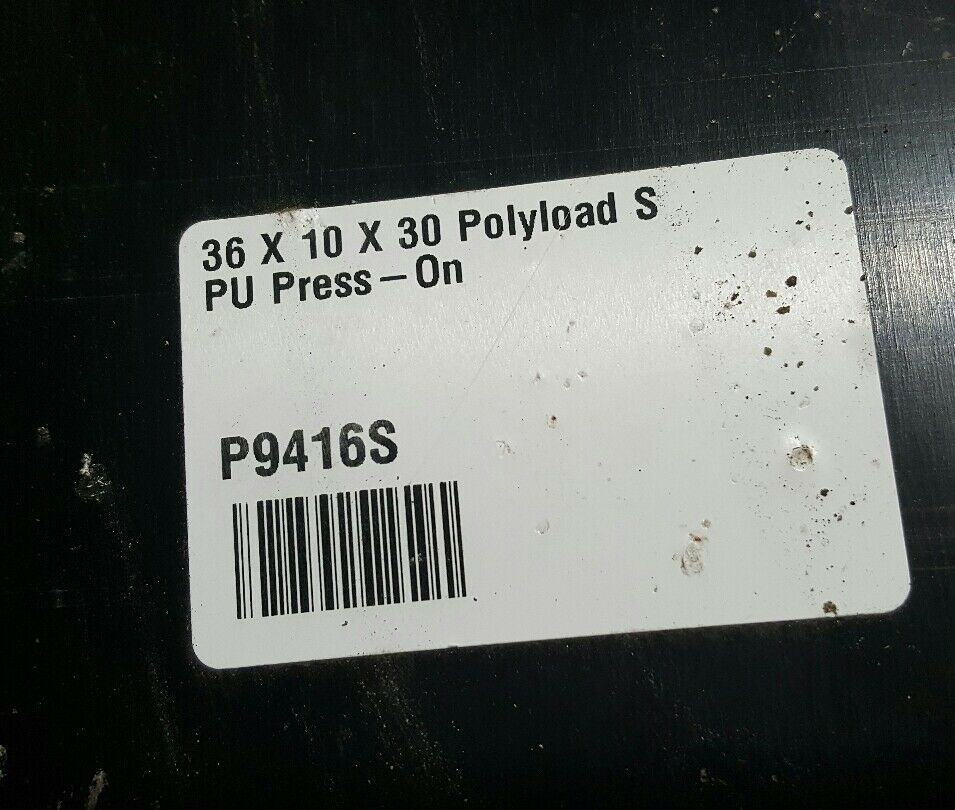 36 X 10 X 30 Polyload S
PU Press-On
P9416S